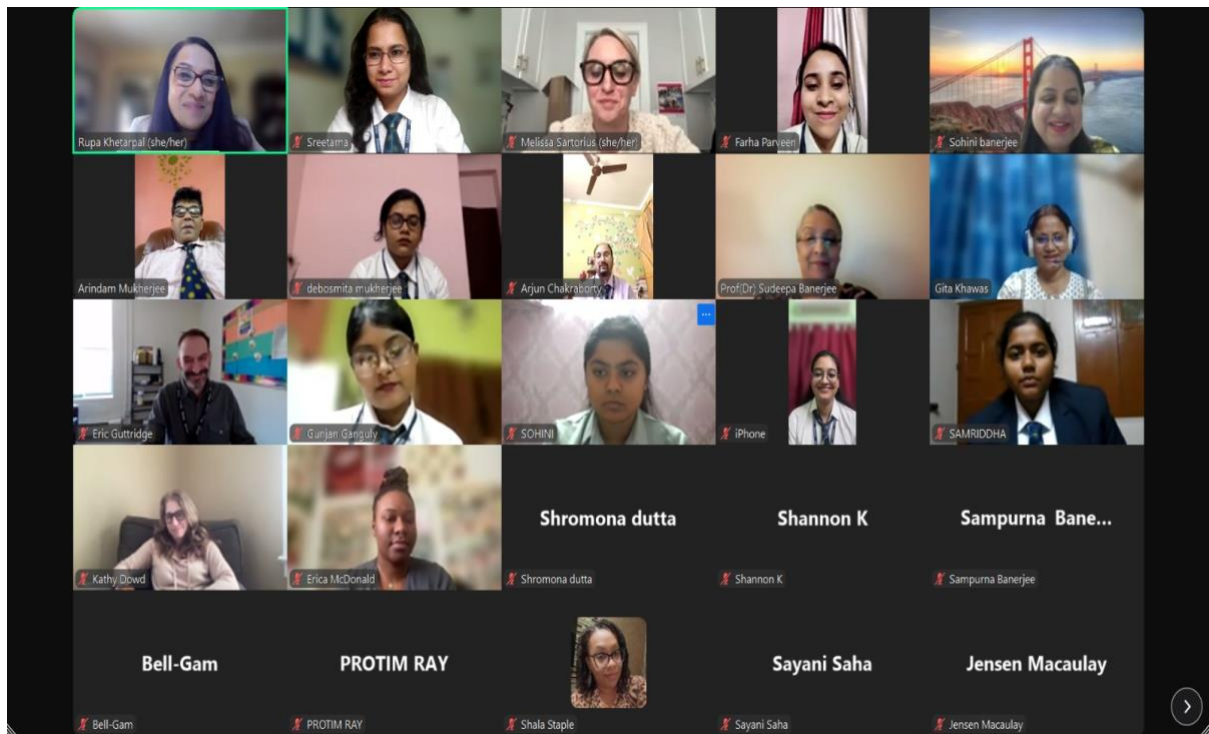 Rupa Khetarpal (she/her)
Sreetama
Melissa Sartorius (she/her)
Farha Parveen
Sohini banerjee
Arindam Mukherjee
debosmita mukherjee
Arjun Chakraborty
Prof(Dr) Sudeepa Banerjee
Gita Khawas
Eric Guttridge
Gunjan Ganguly
SOHINI
iPhone
SAMRIDDHA
Kathy Dowd
Erica McDonald
Shromona dutta
Shromona dutta
Shannon K
Shannon K
Sampurna Bane...
Sampurna Banerjee
Bell-Gam
Bell-Gam
PROTIM RAY
PROTIM RAY
Shala Staple
Sayani Saha
Sayani Saha
Jensen Macaulay
Jensen Macaulay